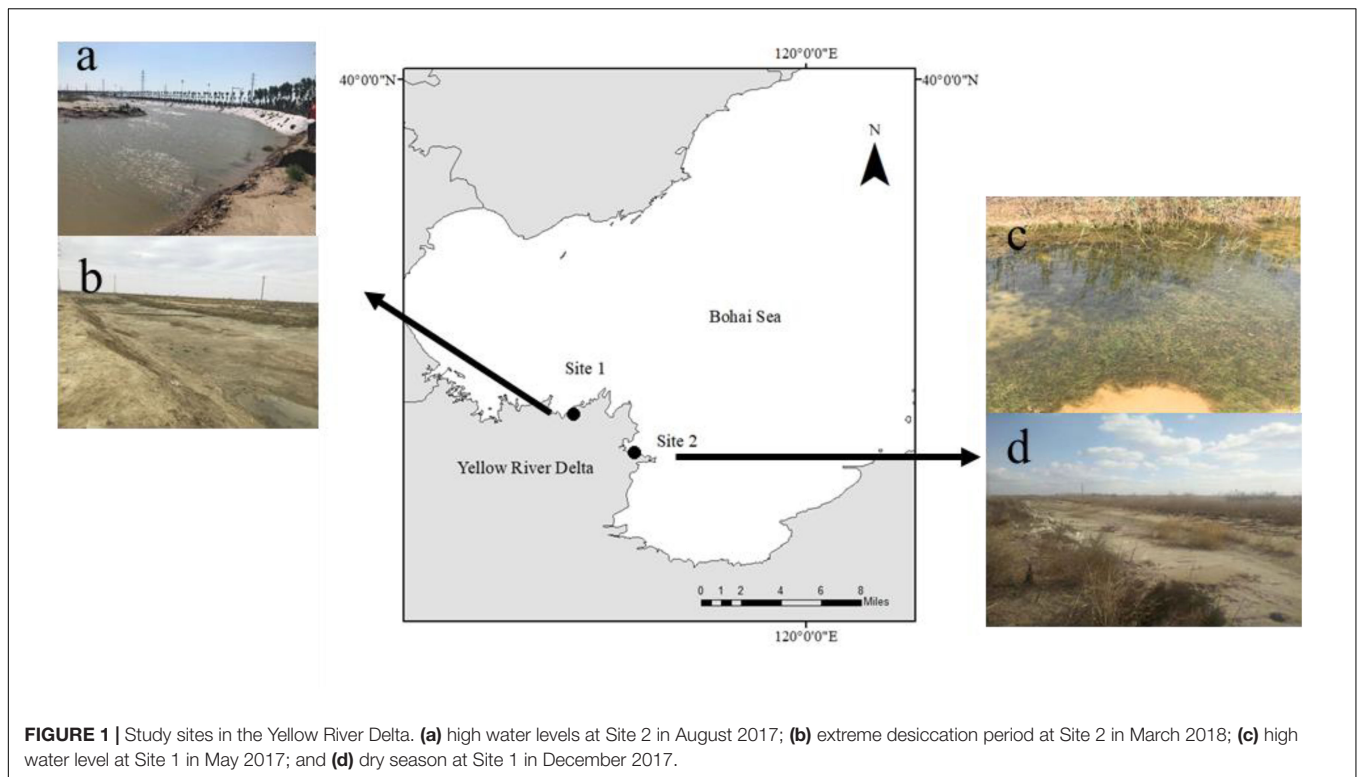 a
b
120°0'0"E
40°0'0"N
40°0'0"N
N
Bohai Sea
Site 1
Site 2
Yellow River Delta
0 1 2 4 6 8
Miles
120°0'0"E
c
d
FIGURE 1 | Study sites in the Yellow River Delta. (a) high water levels at Site 2 in August 2017; (b) extreme desiccation period at Site 2 in March 2018; (c) high
water level at Site 1 in May 2017; and (d) dry season at Site 1 in December 2017.